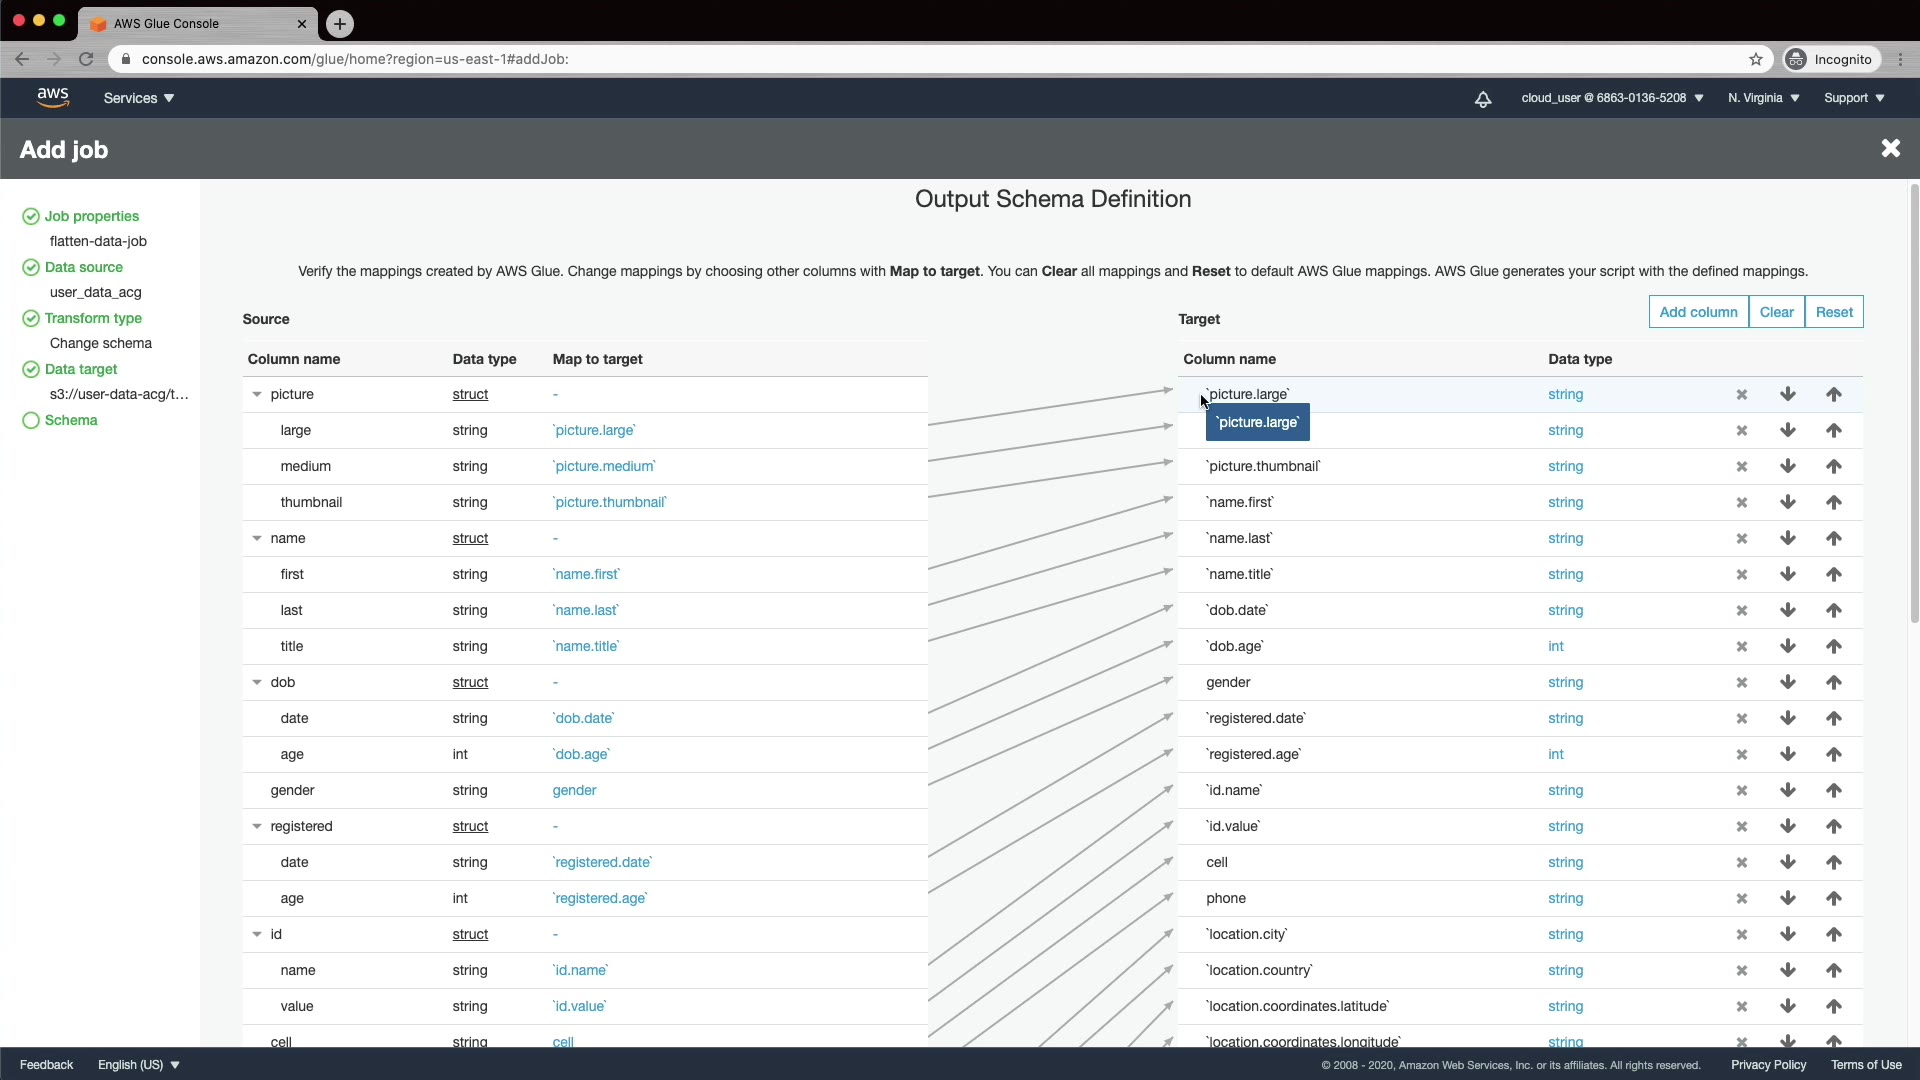 AWS Glue Console
console.aws.amazon.com/glue/home?region=us-east-1#addJob:
Incognito
aws
Services
cloud_user @ 6863-0136-5208
N. Virginia
Support
Add job
Job properties
flatten-data-job
Data source
user_data_acg
Transform type
Change schema
Data target
s3://user-data-acg/t...
Schema
Output Schema Definition
Verify the mappings created by AWS Glue. Change mappings by choosing other columns with Map to target. You can Clear all mappings and Reset to default AWS Glue mappings. AWS Glue generates your script with the defined mappings.
Add column Clear Reset
Source
Column name Data type Map to target
picture struct -
large string `picture.large`
medium string `picture.medium`
thumbnail string `picture.thumbnail`
name struct -
first string `name.first`
last string `name.last`
title string `name.title`
dob struct -
date string `dob.date`
age int `dob.age`
gender string gender
registered struct -
date string `registered.date`
age int `registered.age`
id struct -
name string `id.name`
value string `id.value`
cell string cell
Target
Column name Data type
`picture.large` string
`picture.large`
string
`picture.thumbnail` string
`name.first` string
`name.last` string
`name.title` string
`dob.date` string
`dob.age` int
gender string
`registered.date` string
`registered.age` int
`id.name` string
`id.value` string
cell string
phone string
`location.city` string
`location.country` string
`location.coordinates.latitude` string
`location.coordinates.longitude` string
Feedback
English (US)
© 2008 - 2020, Amazon Web Services, Inc. or its affiliates. All rights reserved.
Privacy Policy
Terms of Use